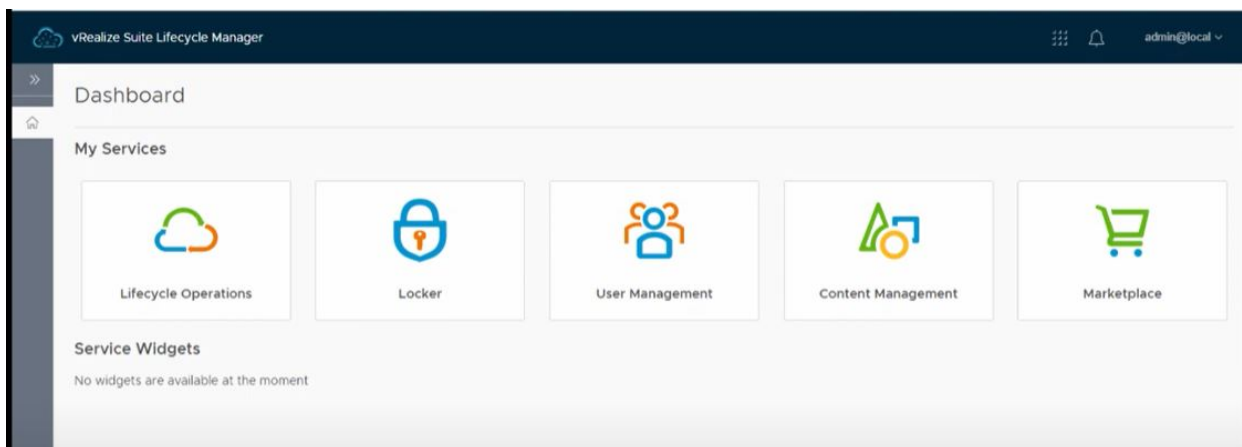 vRealize Suite Lifecycle Manager admin@local
Dashboard
My Services
Lifecycle Operations Locker User Management Content Management Marketplace
Service Widgets
No widgets are available at the moment